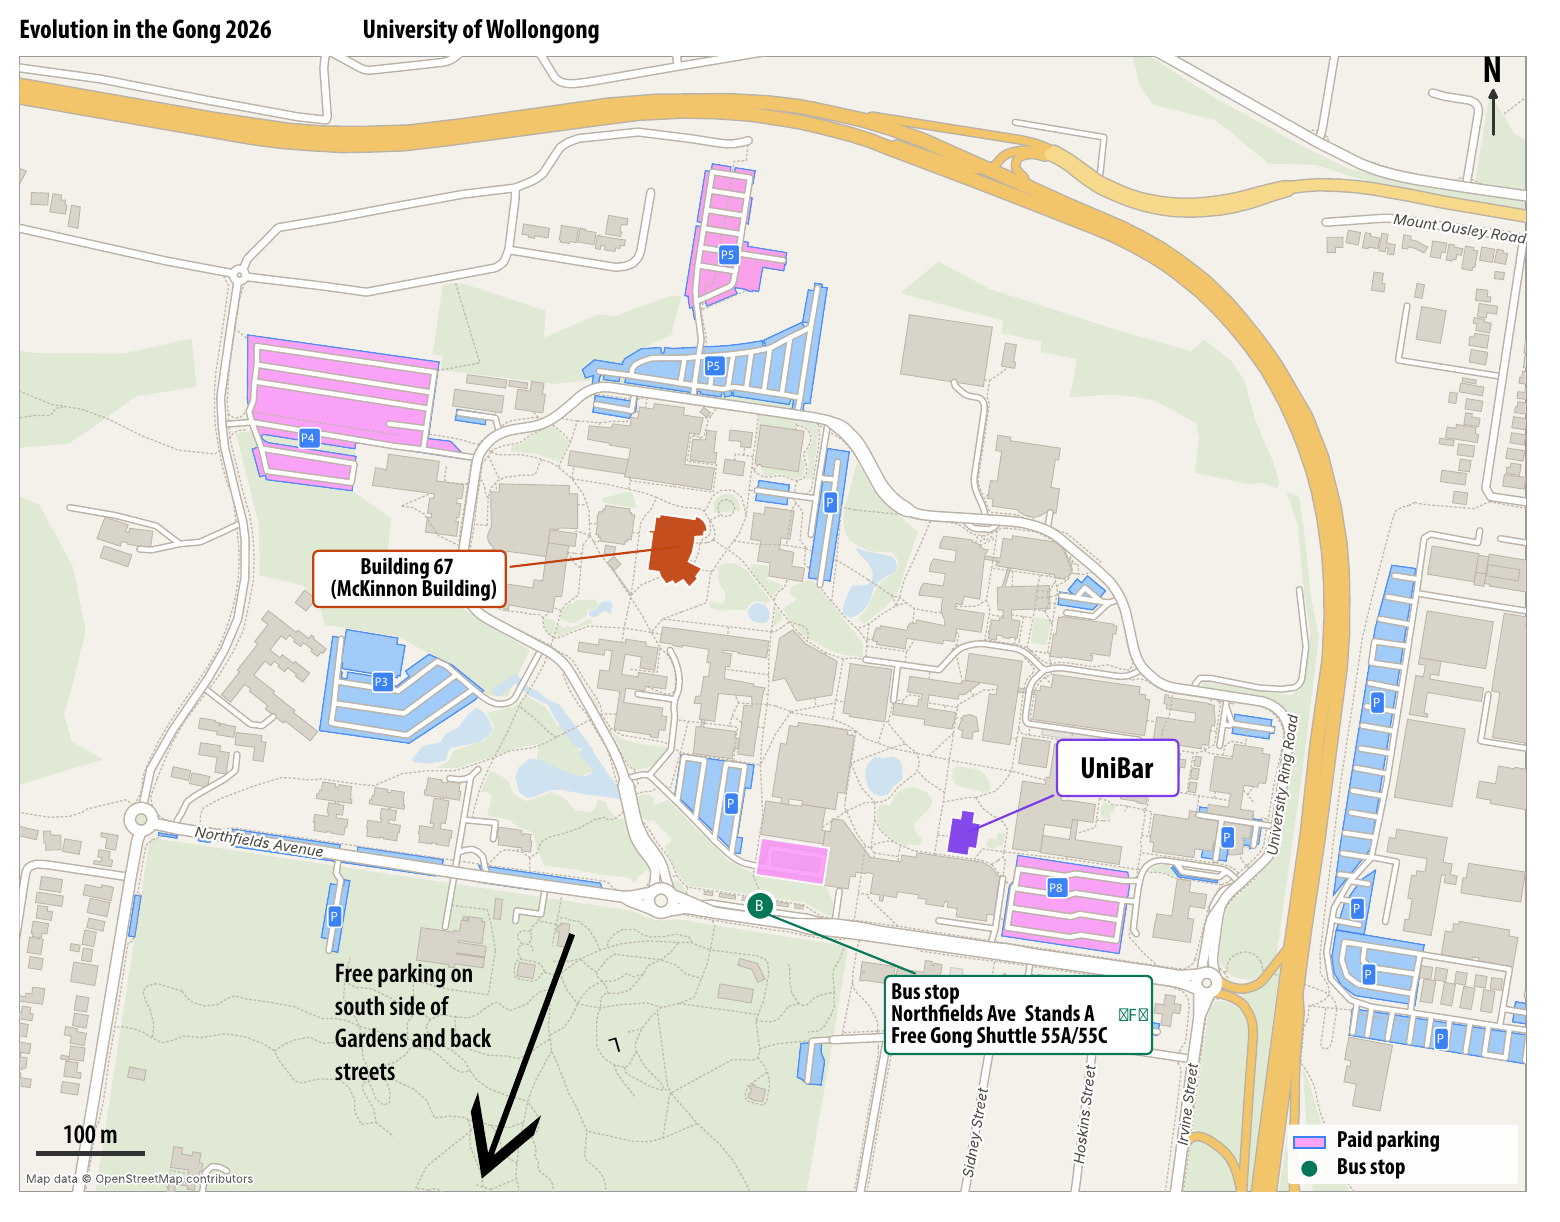 Evolution in the Gong 2026 University of Wollongong
N
Mount Ousley Road
P5
P5
P4
P
Building 67
(McKinnon Building)
P3
P
University Ring Road
UniBar
P
P
Northfields Avenue
P8
B
P
P
P
Free parking on
south side of
Gardens and back
streets
Bus stop
Northfields Ave Stands A F
Free Gong Shuttle 55A/55C
P
Sidney Street
Hoskins Street
Irvine Street
100 m
Paid parking
Bus stop
Map data © OpenStreetMap contributors